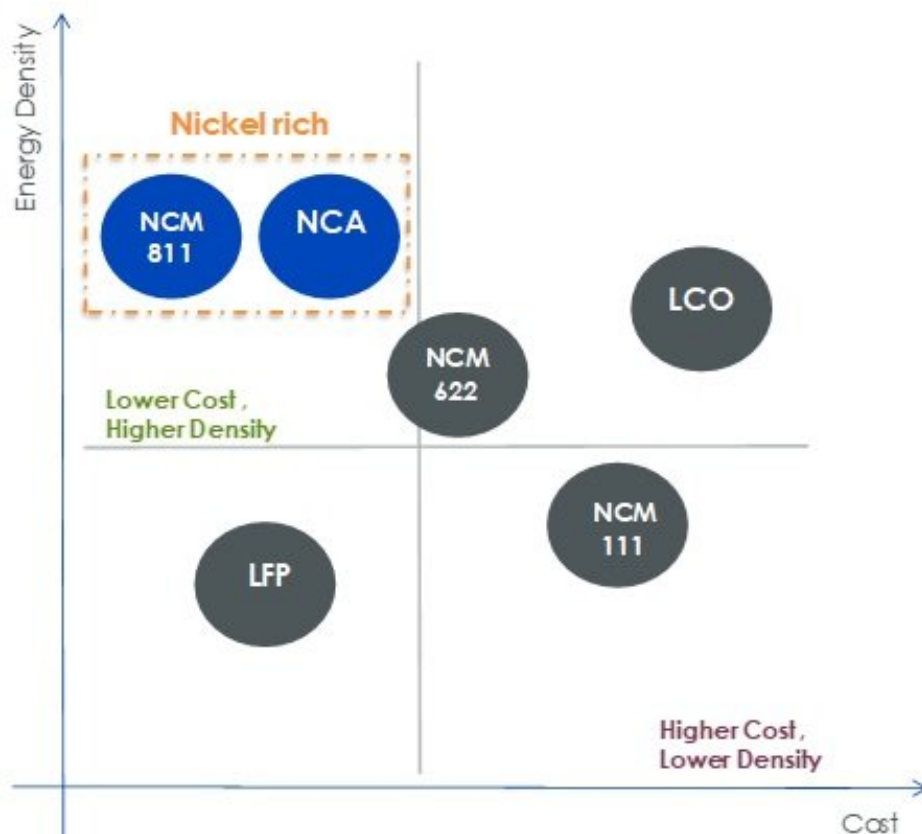 Energy Density
Nickel rich
NCM
811
NCA
LCO
NCM
622
Lower Cost ,
Higher Density
NCM
111
LFP
Higher Cost ,
Lower Density
Cost